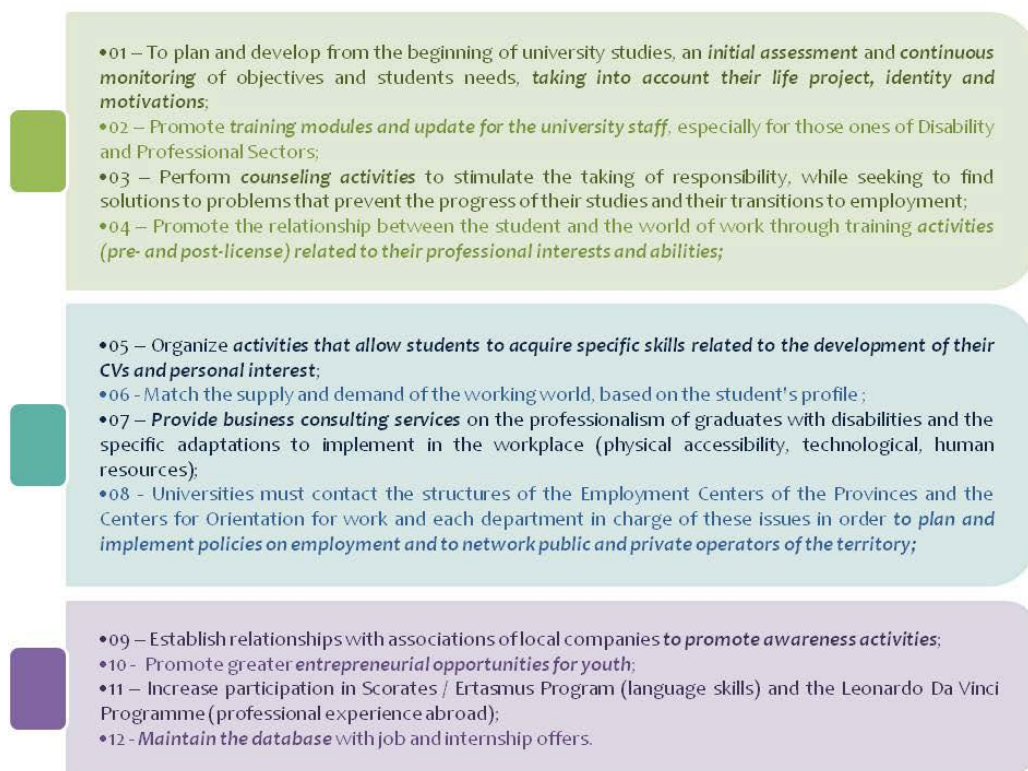 •01 – To plan and develop from the beginning of university studies, an initial assessment and continuous
monitoring of objectives and students needs, taking into account their life project, identity and
motivations;
•02 – Promote training modules and update for the university staff, especially for those ones of Disability
and Professional Sectors;
•03 – Perform counseling activities to stimulate the taking of responsibility, while seeking to find
solutions to problems that prevent the progress of their studies and their transitions to employment;
•04 – Promote the relationship between the student and the world of work through training activities
(pre- and post-license) related to their professional interests and abilities;
•05 – Organize activities that allow students to acquire specific skills related to the development of their
CVs and personal interest;
•06 - Match the supply and demand of the working world, based on the student's profile ;
•07 – Provide business consulting services on the professionalism of graduates with disabilities and the
specific adaptations to implement in the workplace (physical accessibility, technological, human
resources);
•08 - Universities must contact the structures of the Employment Centers of the Provinces and the
Centers for Orientation for work and each department in charge of these issues in order to plan and
implement policies on employment and to network public and private operators of the territory;
•09 – Establish relationships with associations of local companies to promote awareness activities;
•10 - Promote greater entrepreneurial opportunities for youth;
•11 – Increase participation in Scorates / Ertasmus Program (language skills) and the Leonardo Da Vinci
Programme (professional experience abroad);
•12 - Maintain the database with job and internship offers.